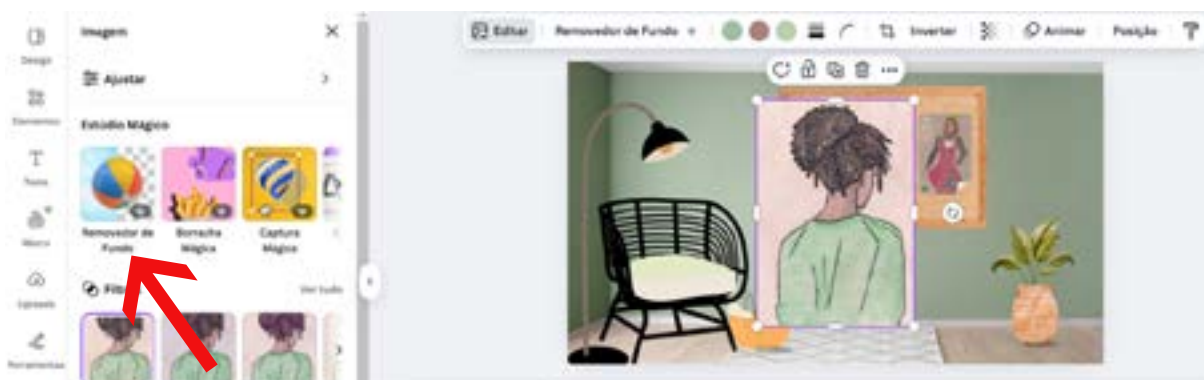 Design
Elementos
Texto
Marca
Uploads
Ferramentas
Imagem
Ajustar
Estúdio Mágico
Removedor de
Fundo
Borracha
Mágica
Captura
Mágica
Ver tudo
Editar
Removedor de Fundo
Inverter
Animar
Posição